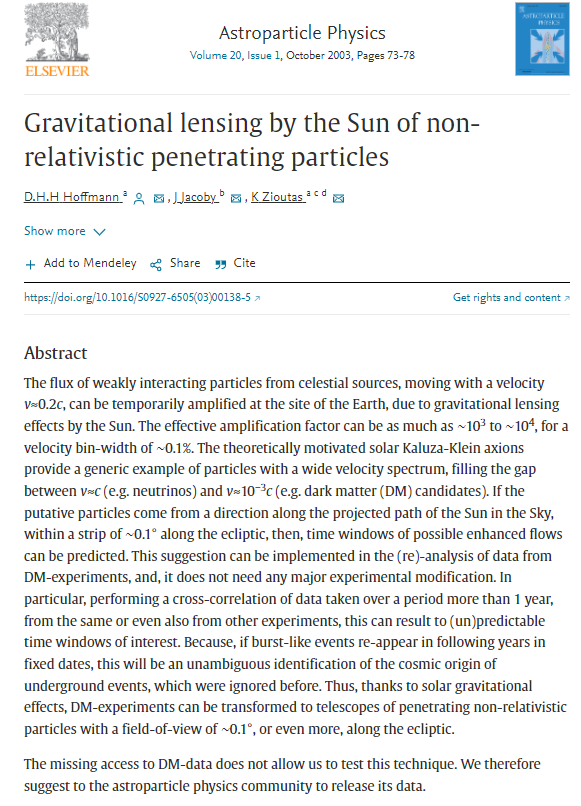 ELSEVIER
Astroparticle Physics
Volume 20, Issue 1, October 2003, Pages 73-78
ASTROPARTICLE
PHYSICS
Gravitational lensing by the Sun of non-
relativistic penetrating particles
D.H.H Hoffmann a, J Jacoby b, K Zioutas a c d
Show more
+ Add to Mendeley Share Cite
https://doi.org/10.1016/S0927-6505(03)00138-5 ↗ Get rights and content ↗
Abstract
The flux of weakly interacting particles from celestial sources, moving with a velocity
v≈0.2c, can be temporarily amplified at the site of the Earth, due to gravitational lensing
effects by the Sun. The effective amplification factor can be as much as ~10³ to ~10⁴, for a
velocity bin-width of ~0.1%. The theoretically motivated solar Kaluza-Klein axions
provide a generic example of particles with a wide velocity spectrum, filling the gap
between v≈c (e.g. neutrinos) and v≈10⁻³c (e.g. dark matter (DM) candidates). If the
putative particles come from a direction along the projected path of the Sun in the Sky,
within a strip of ~0.1° along the ecliptic, then, time windows of possible enhanced flows
can be predicted. This suggestion can be implemented in the (re)-analysis of data from
DM-experiments, and, it does not need any major experimental modification. In
particular, performing a cross-correlation of data taken over a period more than 1 year,
from the same or even also from other experiments, this can result to (un)predictable
time windows of interest. Because, if burst-like events re-appear in following years in
fixed dates, this will be an unambiguous identification of the cosmic origin of
underground events, which were ignored before. Thus, thanks to solar gravitational
effects, DM-experiments can be transformed to telescopes of penetrating non-relativistic
particles with a field-of-view of ~0.1°, or even more, along the ecliptic.
The missing access to DM-data does not allow us to test this technique. We therefore
suggest to the astroparticle physics community to release its data.